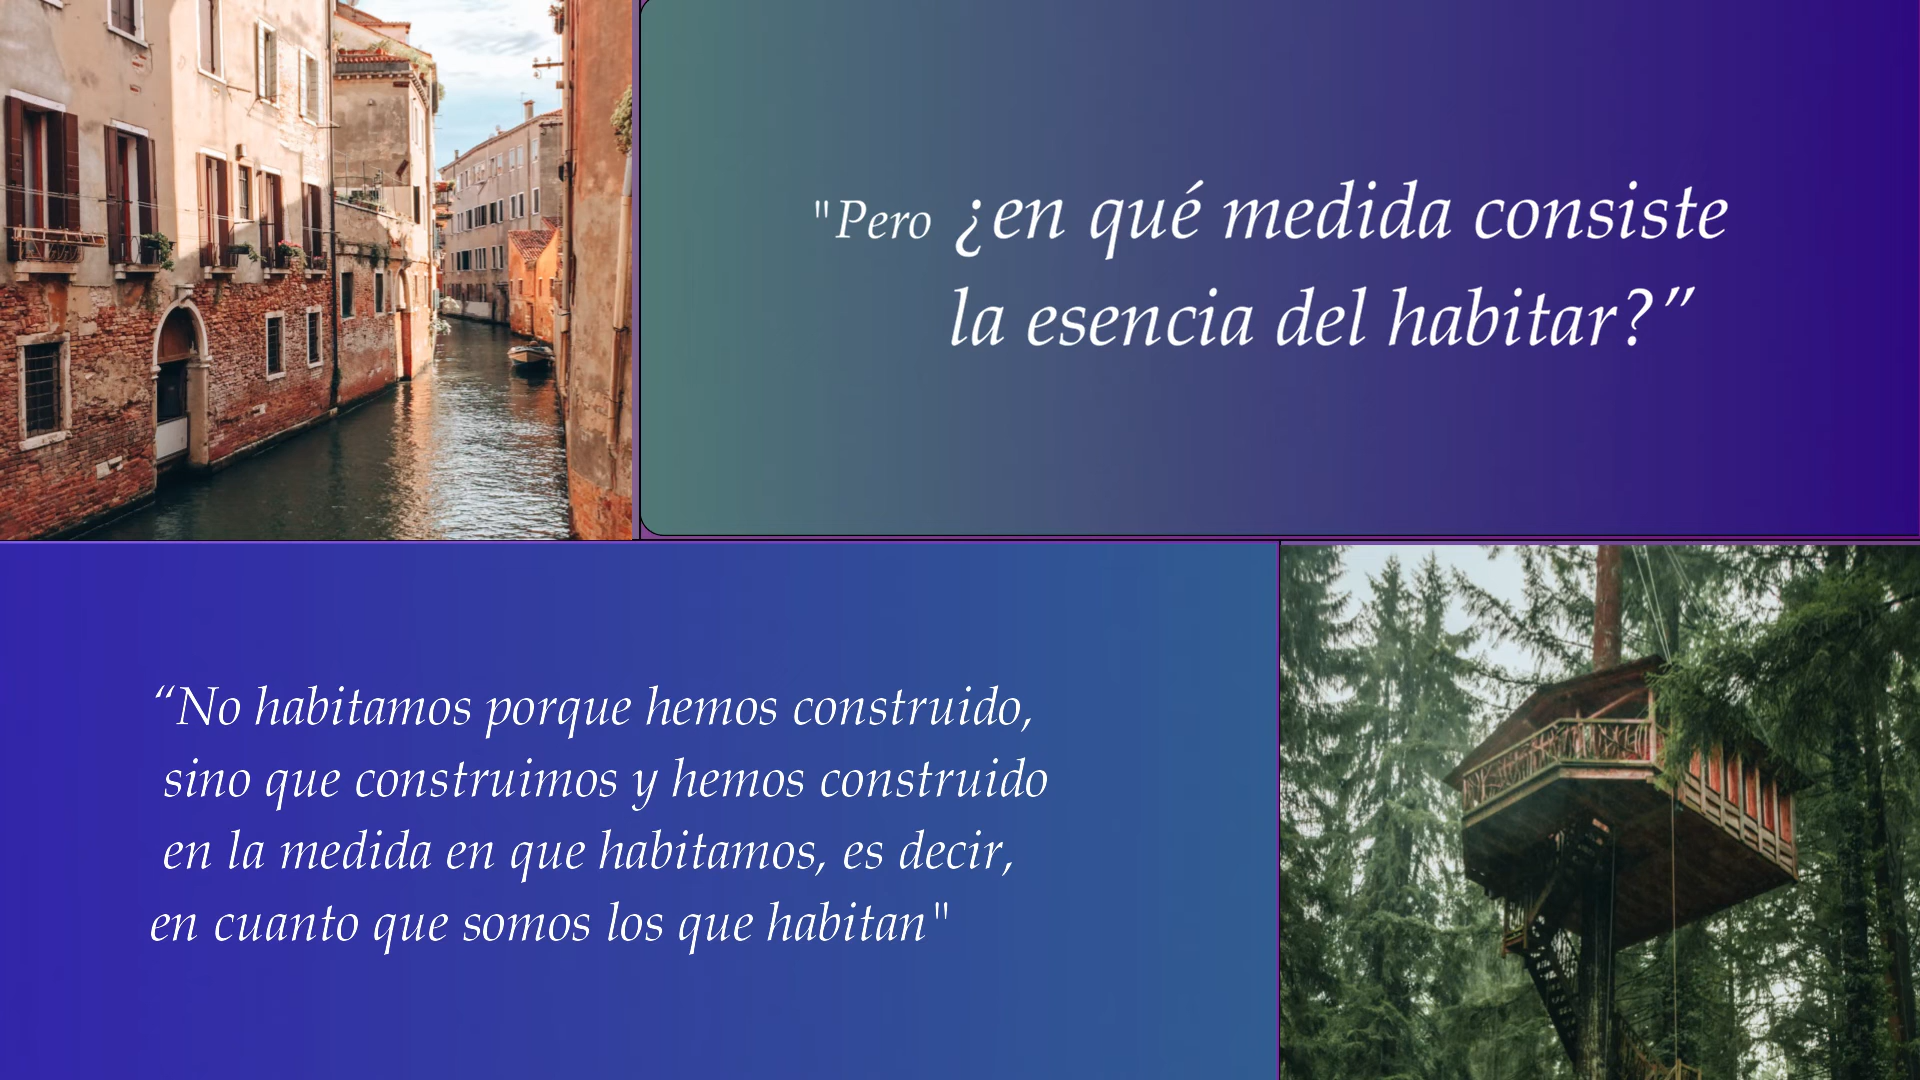 "Pero ¿en qué medida consiste
la esencia del habitar?”
“No habitamos porque hemos construido,
sino que construimos y hemos construido
en la medida en que habitamos, es decir,
en cuanto que somos los que habitan"